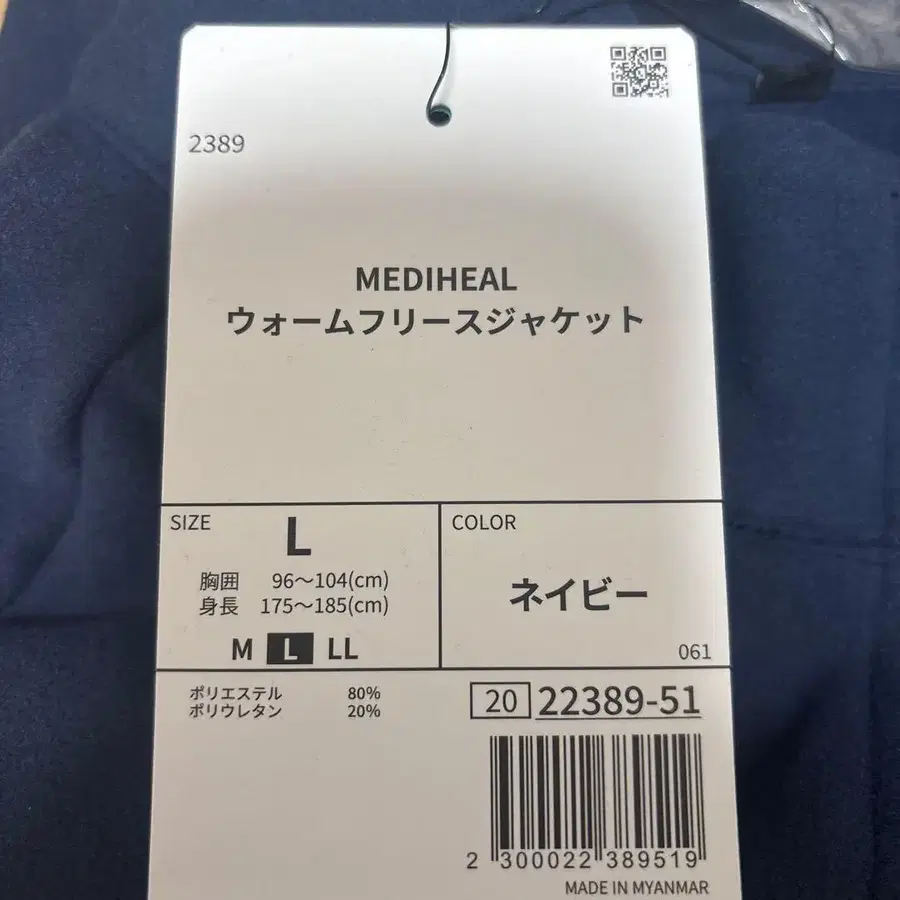 2389
MEDIHEAL
ウォームフリースジャケット
SIZE
L
胸囲 96～104(cm)
身長 175～185(cm)
M L LL
COLOR
ネイビー
061
ポリエステル 80%
ポリウレタン 20%
20 22389-51
2 300022 389519
MADE IN MYANMAR